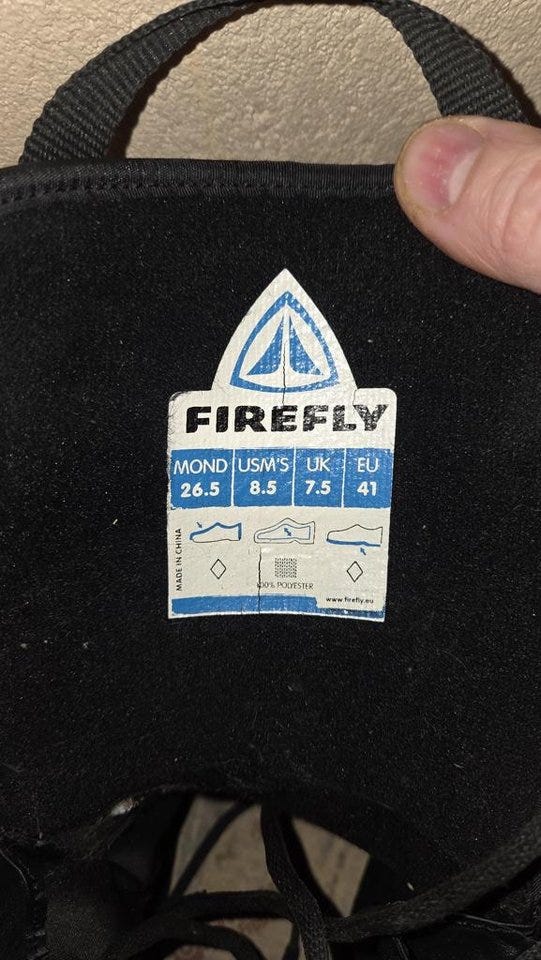 FIREFLY
MOND USM'S UK EU
26.5 8.5 7.5 41
MADE IN CHINA
100% POLYESTER
www.firefly.eu